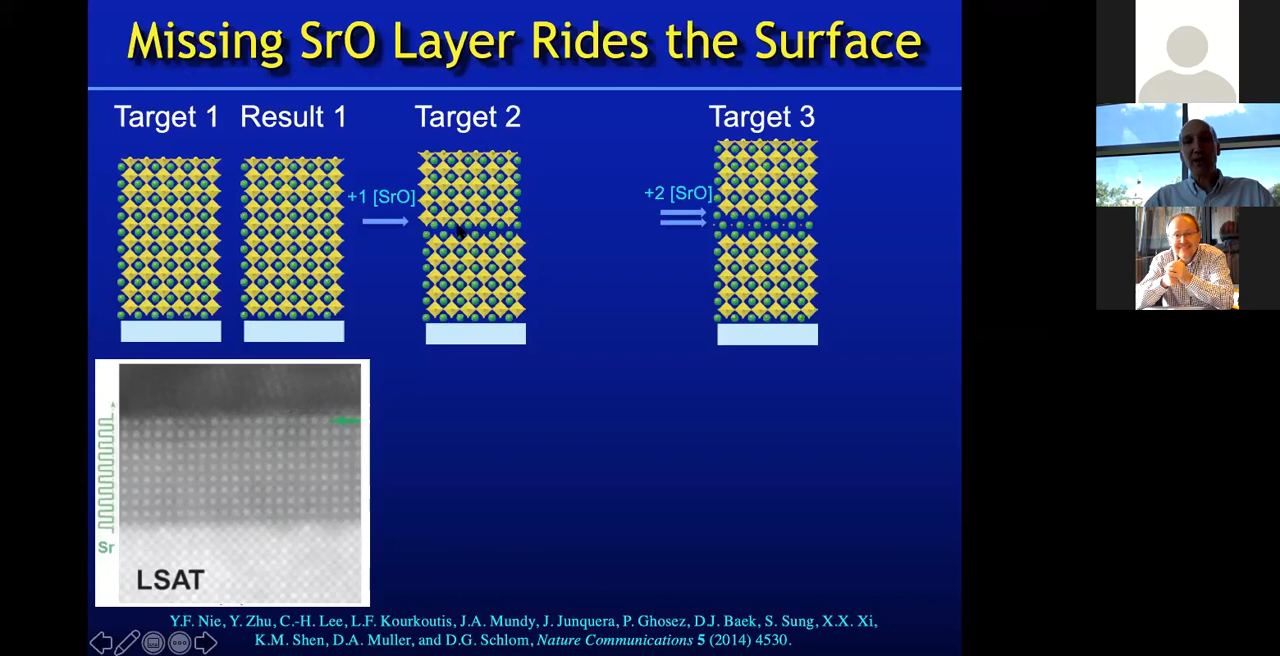 Missing SrO Layer Rides the Surface
Target 1 Result 1 Target 2 Target 3
+1 [SrO] +2 [SrO]
Sr
LSAT
Y.F. Nie, Y. Zhu, C.-H. Lee, L.F. Kourkoutis, J.A. Mundy, J. Junquera, P. Ghosez, D.J. Baek, S. Sung, X.X. Xi,
K.M. Shen, D.A. Muller, and D.G. Schlom, Nature Communications 5 (2014) 4530.